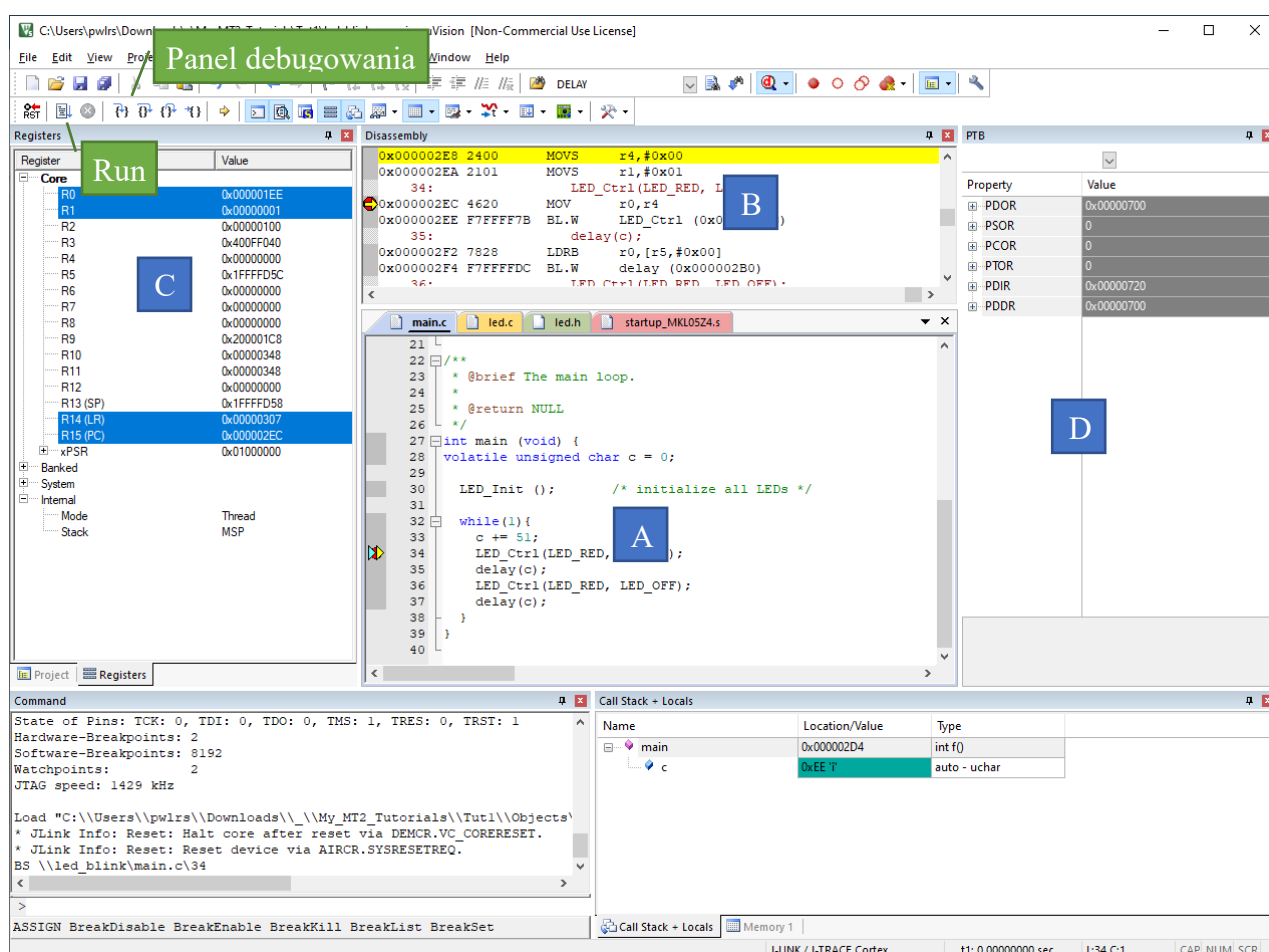 C:\Users\pwlrs\Down
uVision [Non-Commercial Use License]
Panel debugowania
File Edit View Window Help
DELAY
RST
Run
Registers
Register Value
Core
R0 0x000001EE
R1 0x00000001
R2 0x00000100
R3 0x400FF040
R4 0x00000000
R5 0x1FFFFD5C
R6 0x00000000
R7 0x00000000
R8 0x00000000
R9 0x200001C8
R10 0x00000348
R11 0x00000348
R12 0x00000000
R13 (SP) 0x1FFFFD58
R14 (LR) 0x00000307
R15 (PC) 0x000002EC
xPSR 0x01000000
Banked
System
Internal
Mode Thread
Stack MSP
C
Project Registers
Disassembly
0x000002E8 2400 MOVS r4,#0x00
0x000002EA 2101 MOVS r1,#0x01
34: LED_Ctrl(LED_RED, L
0x000002EC 4620 MOV r0,r4
0x000002EE F7FFFF7B BL.W LED_Ctrl (0x0 )
35: delay(c);
0x000002F2 7828 LDRB r0,[r5,#0x00]
0x000002F4 F7FFFFDC BL.W delay (0x000002B0)
36: LED_Ctrl(LED_RED, LED_OFF);
B
main.c led.c led.h startup_MKL05Z4.s
21
22 /**
23 * @brief The main loop.
24 *
25 * @return NULL
26 */
27 int main (void) {
28 volatile unsigned char c = 0;
29
30 LED_Init (); /* initialize all LEDs */
31
32 while(1){
33 c += 51;
34 LED_Ctrl(LED_RED, );
35 delay(c);
36 LED_Ctrl(LED_RED, LED_OFF);
37 delay(c);
38 }
39 }
40
A
PTB
Property Value
PDOR 0x00000700
PSOR 0
PCOR 0
PTOR 0
PDIR 0x00000720
PDDR 0x00000700
D
Command
State of Pins: TCK: 0, TDI: 0, TDO: 0, TMS: 1, TRES: 0, TRST: 1
Hardware-Breakpoints: 2
Software-Breakpoints: 8192
Watchpoints: 2
JTAG speed: 1429 kHz
Load "C:\\Users\\pwlrs\\Downloads\\_\\My_MT2_Tutorials\\Tut1\\Objects\
* JLink Info: Reset: Halt core after reset via DEMCR.VC_CORERESET.
* JLink Info: Reset: Reset device via AIRCR.SYSRESETREQ.
BS \\led_blink\main.c\34
>
ASSIGN BreakDisable BreakEnable BreakKill BreakList BreakSet
Call Stack + Locals
Name Location/Value Type
main 0x000002D4 int f()
c 0xEE 'î' auto - uchar
Call Stack + Locals Memory 1
J-LINK / J-TRACE Cortex t1: 0.00000000 sec L:34 C:1 CAP NUM SCR